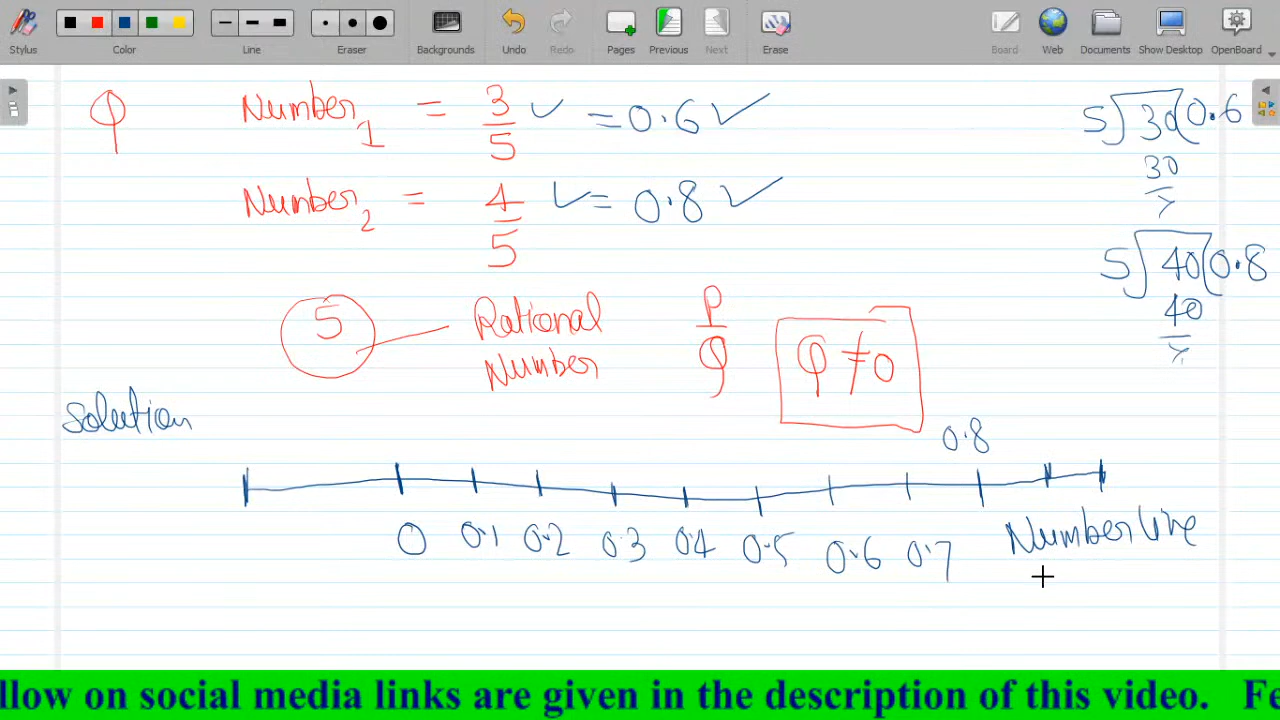 Stylus
Color
Line
Eraser
Backgrounds
Undo
Redo
Pages
Previous
Next
Erase
Board
Web
Documents
Show Desktop
OpenBoard
Q Number1 = 3/5 ✓ = 0.6 ✓
5 ) 30 ( 0.6
30
×
Number2 = 4/5 ✓ = 0.8 ✓
5 ) 40 ( 0.8
40
×
5 Rational Number P/Q Q ≠ 0
Solution
0.8
0 0.1 0.2 0.3 0.4 0.5 0.6 0.7 Number line
llow on social media links are given in the description of this video. Fe